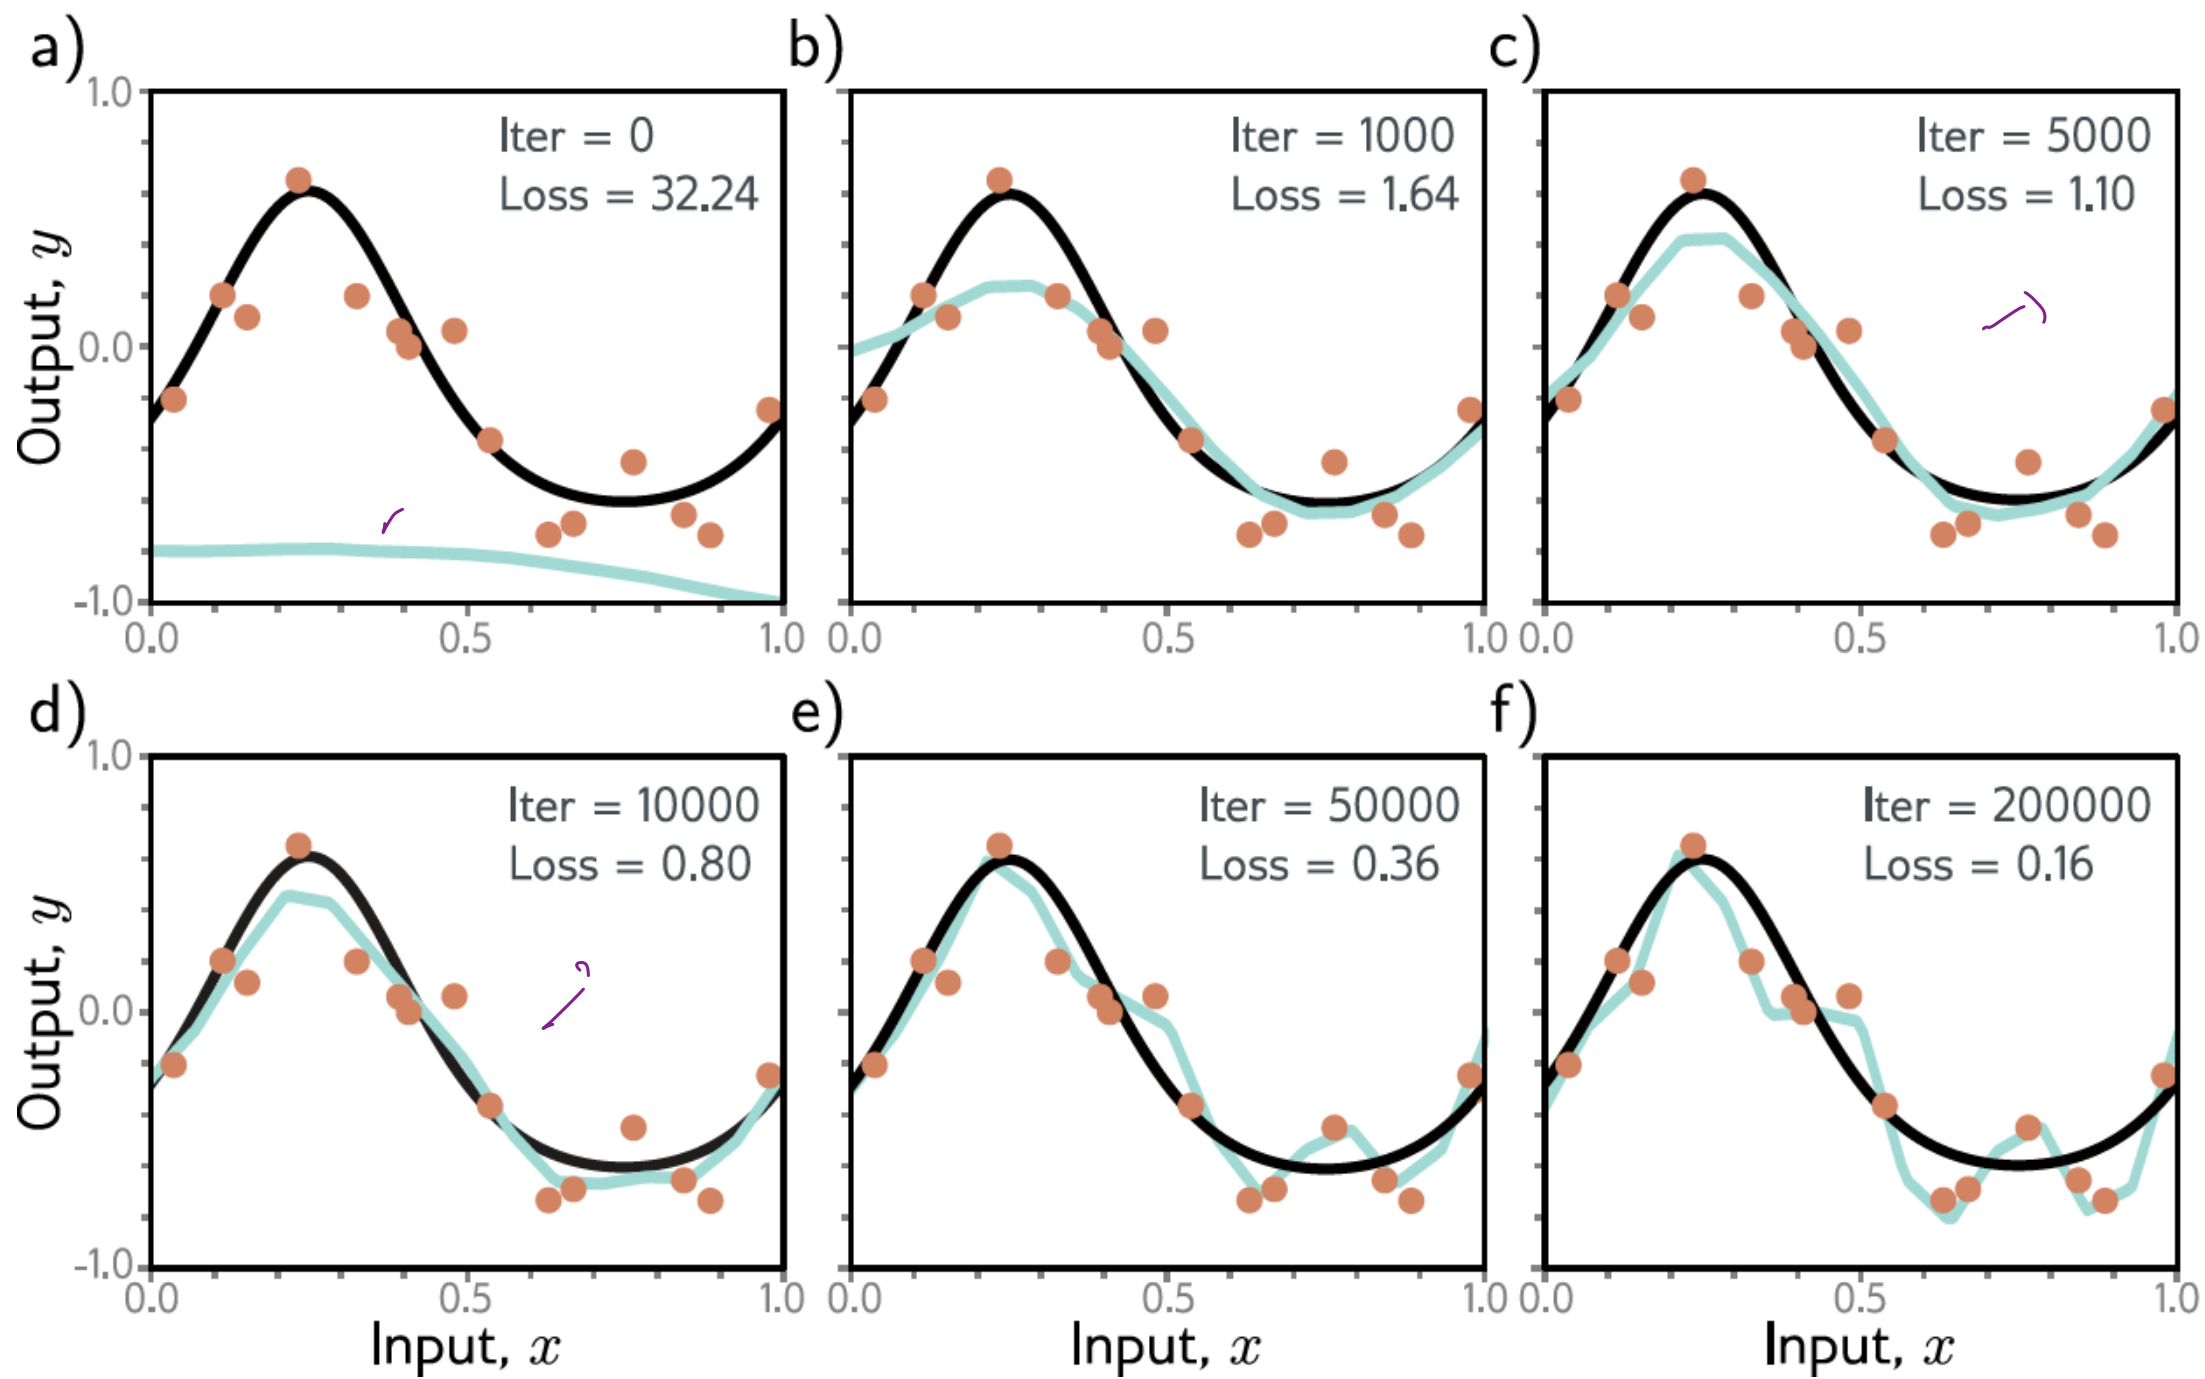 a)
b)
c)
1.0
Iter = 0
Loss = 32.24
Iter = 1000
Loss = 1.64
Iter = 5000
Loss = 1.10
Output, y
0.0
-1.0
0.0 0.5 1.0
0.0 0.5 1.0
0.0 0.5 1.0
d)
e)
f)
1.0
Iter = 10000
Loss = 0.80
Iter = 50000
Loss = 0.36
Iter = 200000
Loss = 0.16
Output, y
0.0
-1.0
0.0 0.5 1.0
0.0 0.5 1.0
0.0 0.5 1.0
Input, x
Input, x
Input, x